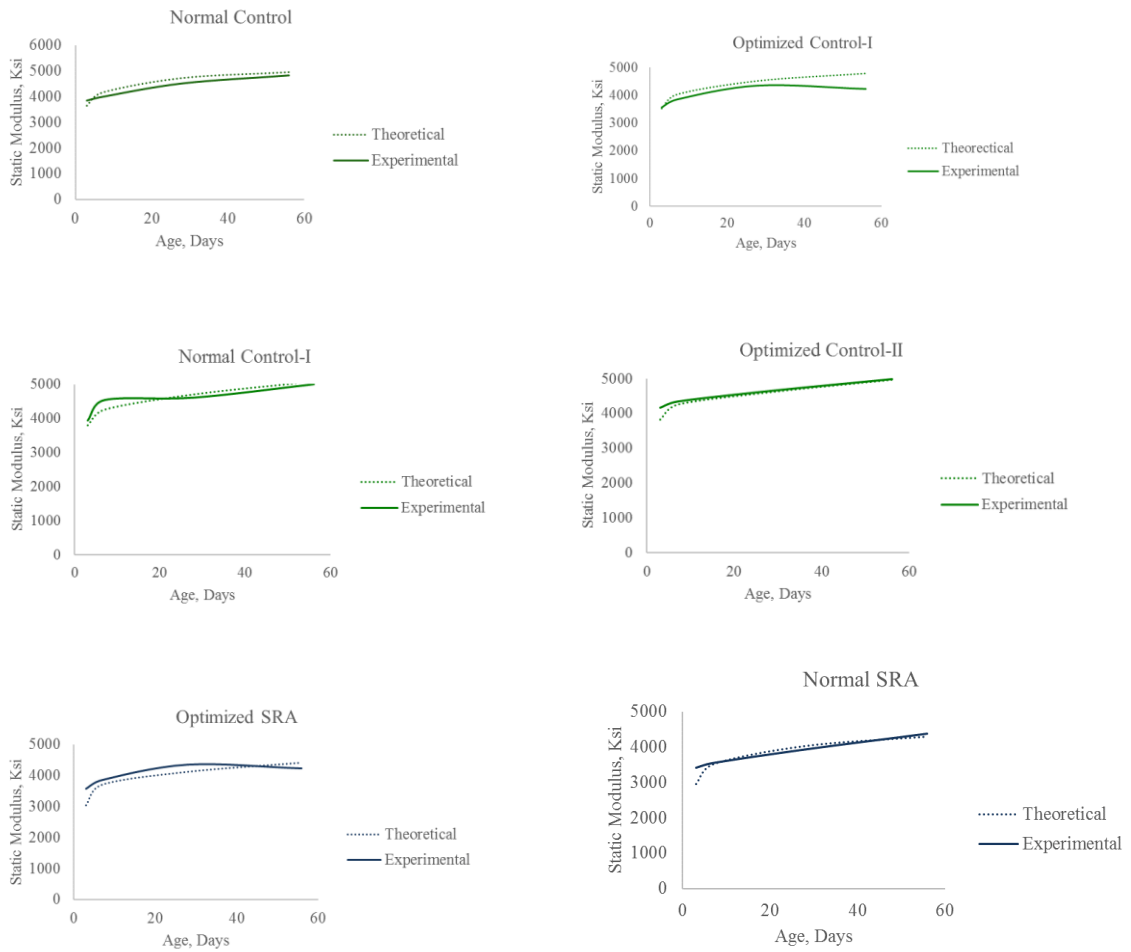 Normal Control
6000
5000
4000
3000
2000
1000
0
Static Modulus, Ksi
0 20 40 60
Age, Days
Theoretical
Experimental
Optimized Control-I
5000
4000
3000
2000
1000
0
Static Modulus, Ksi
0 20 40 60
Age, Days
Theorectical
Experimental
Normal Control-I
5000
4000
3000
2000
1000
0
Static Modulus, Ksi
0 20 40 60
Age, Days
Theoretical
Experimental
Optimized Control-II
5000
4000
3000
2000
1000
0
Static Modulus, Ksi
0 20 40 60
Age, Days
Theoretical
Experimental
Optimized SRA
5000
4000
3000
2000
1000
0
Static Modulus, Ksi
0 20 40 60
Age, Days
Theoretical
Experimental
Normal SRA
5000
4000
3000
2000
1000
0
Static Modulus, Ksi
0 20 40 60
Age, Days
Theoretical
Experimental